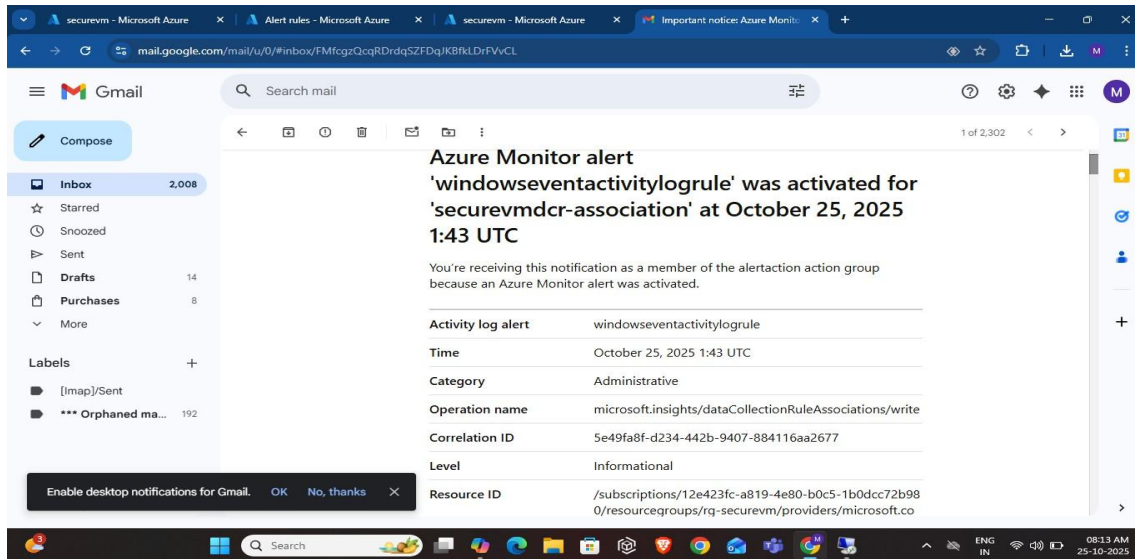 securevm - Microsoft Azure
Alert rules - Microsoft Azure
securevm - Microsoft Azure
Important notice: Azure Monito
mail.google.com/mail/u/0/#inbox/FMfcgzQcqRDrdqSZFDqJKBfkLDrFVvCL
M
Gmail
Search mail
M
Compose
1 of 2,302
Inbox 2,008
Starred
Snoozed
Sent
Drafts 14
Purchases 8
More
Labels
[Imap]/Sent
*** Orphaned ma... 192
Azure Monitor alert
'windowseventactivitylogrule' was activated for
'securevmdcr-association' at October 25, 2025
1:43 UTC
You're receiving this notification as a member of the alertaction action group
because an Azure Monitor alert was activated.
Activity log alert windowseventactivitylogrule
Time October 25, 2025 1:43 UTC
Category Administrative
Operation name microsoft.insights/dataCollectionRuleAssociations/write
Correlation ID 5e49fa8f-d234-442b-9407-884116aa2677
Level Informational
Resource ID /subscriptions/12e423fc-a819-4e80-b0c5-1b0dcc72b98
0/resourcegroups/rg-securevm/providers/microsoft.co
Enable desktop notifications for Gmail. OK No, thanks
31
3
Search
ENG
IN
08:13 AM
25-10-2025